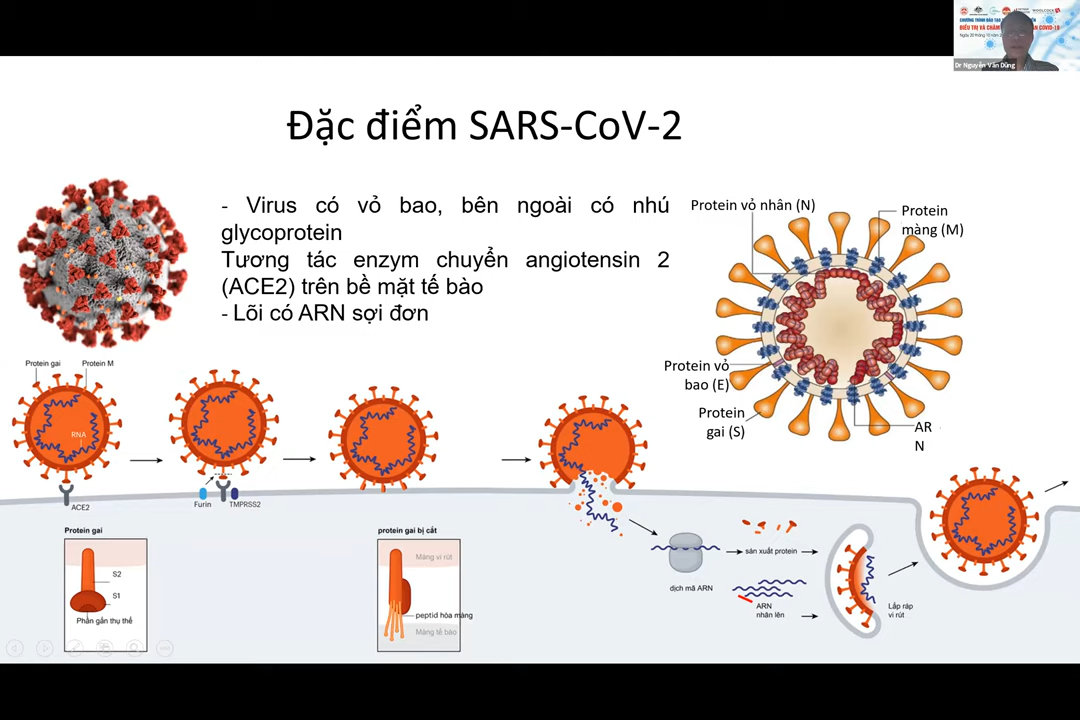 WOOLCOCK
CHƯƠNG TRÌNH ĐÀO TẠO
ĐIỀU TRỊ VÀ CHĂM
COVID-19
Dr Nguyễn Văn Dũng
Đặc điểm SARS-CoV-2
- Virus có vỏ bao, bên ngoài có nhú
glycoprotein
Tương tác enzym chuyển angiotensin 2
(ACE2) trên bề mặt tế bào
- Lõi có ARN sợi đơn
Protein vỏ nhân (N)
Protein
màng (M)
Protein vỏ
bao (E)
Protein
gai (S)
AR
N
Protein gai
Protein M
RNA
ACE2
Furin
TMPRSS2
Protein gai
S2
S1
Phần gắn thụ thể
protein gai bị cắt
Màng vi rút
peptid hòa màng
Màng tế bào
dịch mã ARN
sản xuất protein
ARN
nhân lên
Lắp ráp
vi rút